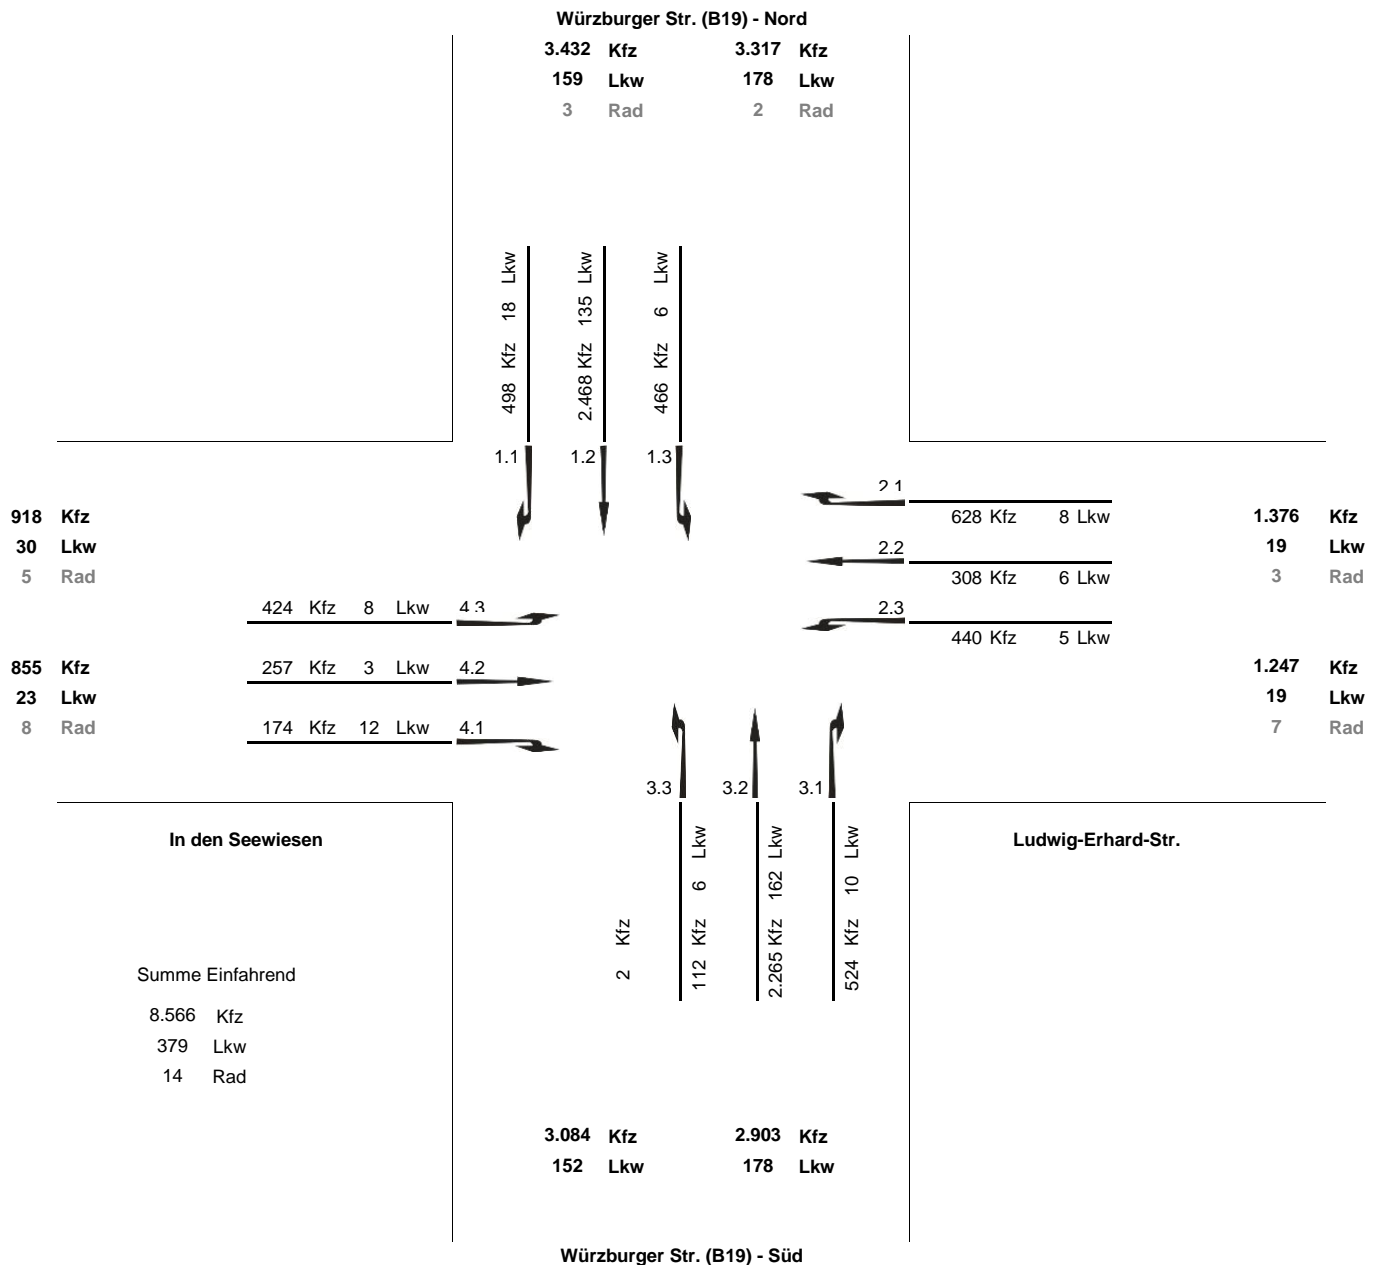 Würzburger Str. (B19) - Nord
3.432 Kfz 3.317 Kfz
159 Lkw 178 Lkw
3 Rad 2 Rad
498 Kfz 18 Lkw
2.468 Kfz 135 Lkw
466 Kfz 6 Lkw
1.1 1.2 1.3
2.1
628 Kfz 8 Lkw
2.2
308 Kfz 6 Lkw
2.3
440 Kfz 5 Lkw
918 Kfz
30 Lkw
5 Rad
1.376 Kfz
19 Lkw
3 Rad
424 Kfz 8 Lkw 4.3
257 Kfz 3 Lkw 4.2
174 Kfz 12 Lkw 4.1
855 Kfz
23 Lkw
8 Rad
1.247 Kfz
19 Lkw
7 Rad
3.3 3.2 3.1
In den Seewiesen
Ludwig-Erhard-Str.
2 Kfz
112 Kfz 6 Lkw
2.265 Kfz 162 Lkw
524 Kfz 10 Lkw
Summe Einfahrend
8.566 Kfz
379 Lkw
14 Rad
3.084 Kfz 2.903 Kfz
152 Lkw 178 Lkw
Würzburger Str. (B19) - Süd